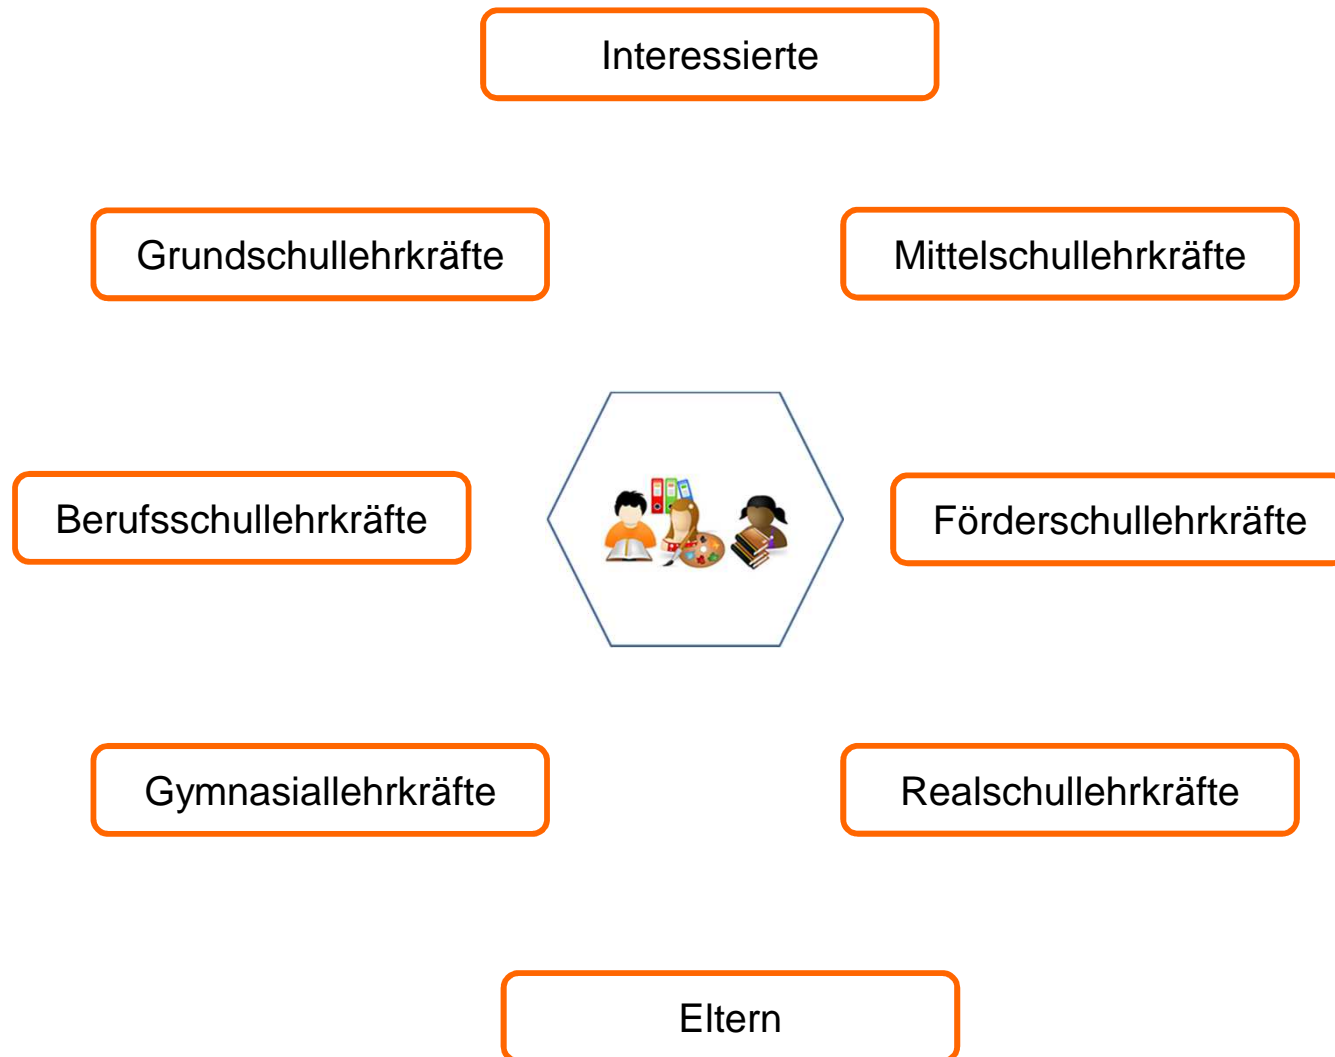 Interessierte
Grundschullehrkräfte
Mittelschullehrkräfte
Berufsschullehrkräfte
Förderschullehrkräfte
Gymnasiallehrkräfte
Realschullehrkräfte
Eltern